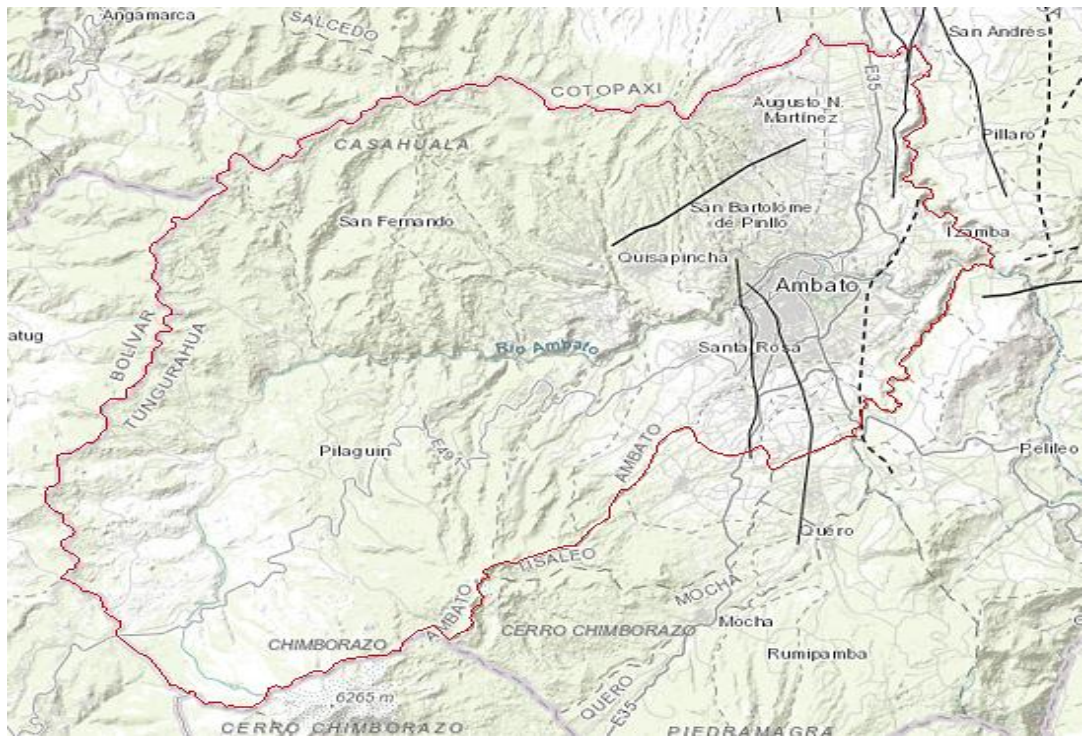 Angamarca
SALCEDO
San Andrés
COTOPAXI
E35
Augusto N.
Martínez
CASAHUALA
Píllaro
San Fernando
San Bartolome
de Pinllo
Izamba
Quisapincha
Ambato
atug
BOLÍVAR
TUNGURAHUA
Río Ambato
Santa Rosa
AMBATO
E491
Pilaguin
Pelileo
Quero
TISALEO
AMBATO
MOCHA
CHIMBORAZO
CERRO CHIMBORAZO
Mocha
Rumipamba
6265 m
QUERO
E35
CERRO CHIMBORAZO
PIEDRAMAGRA